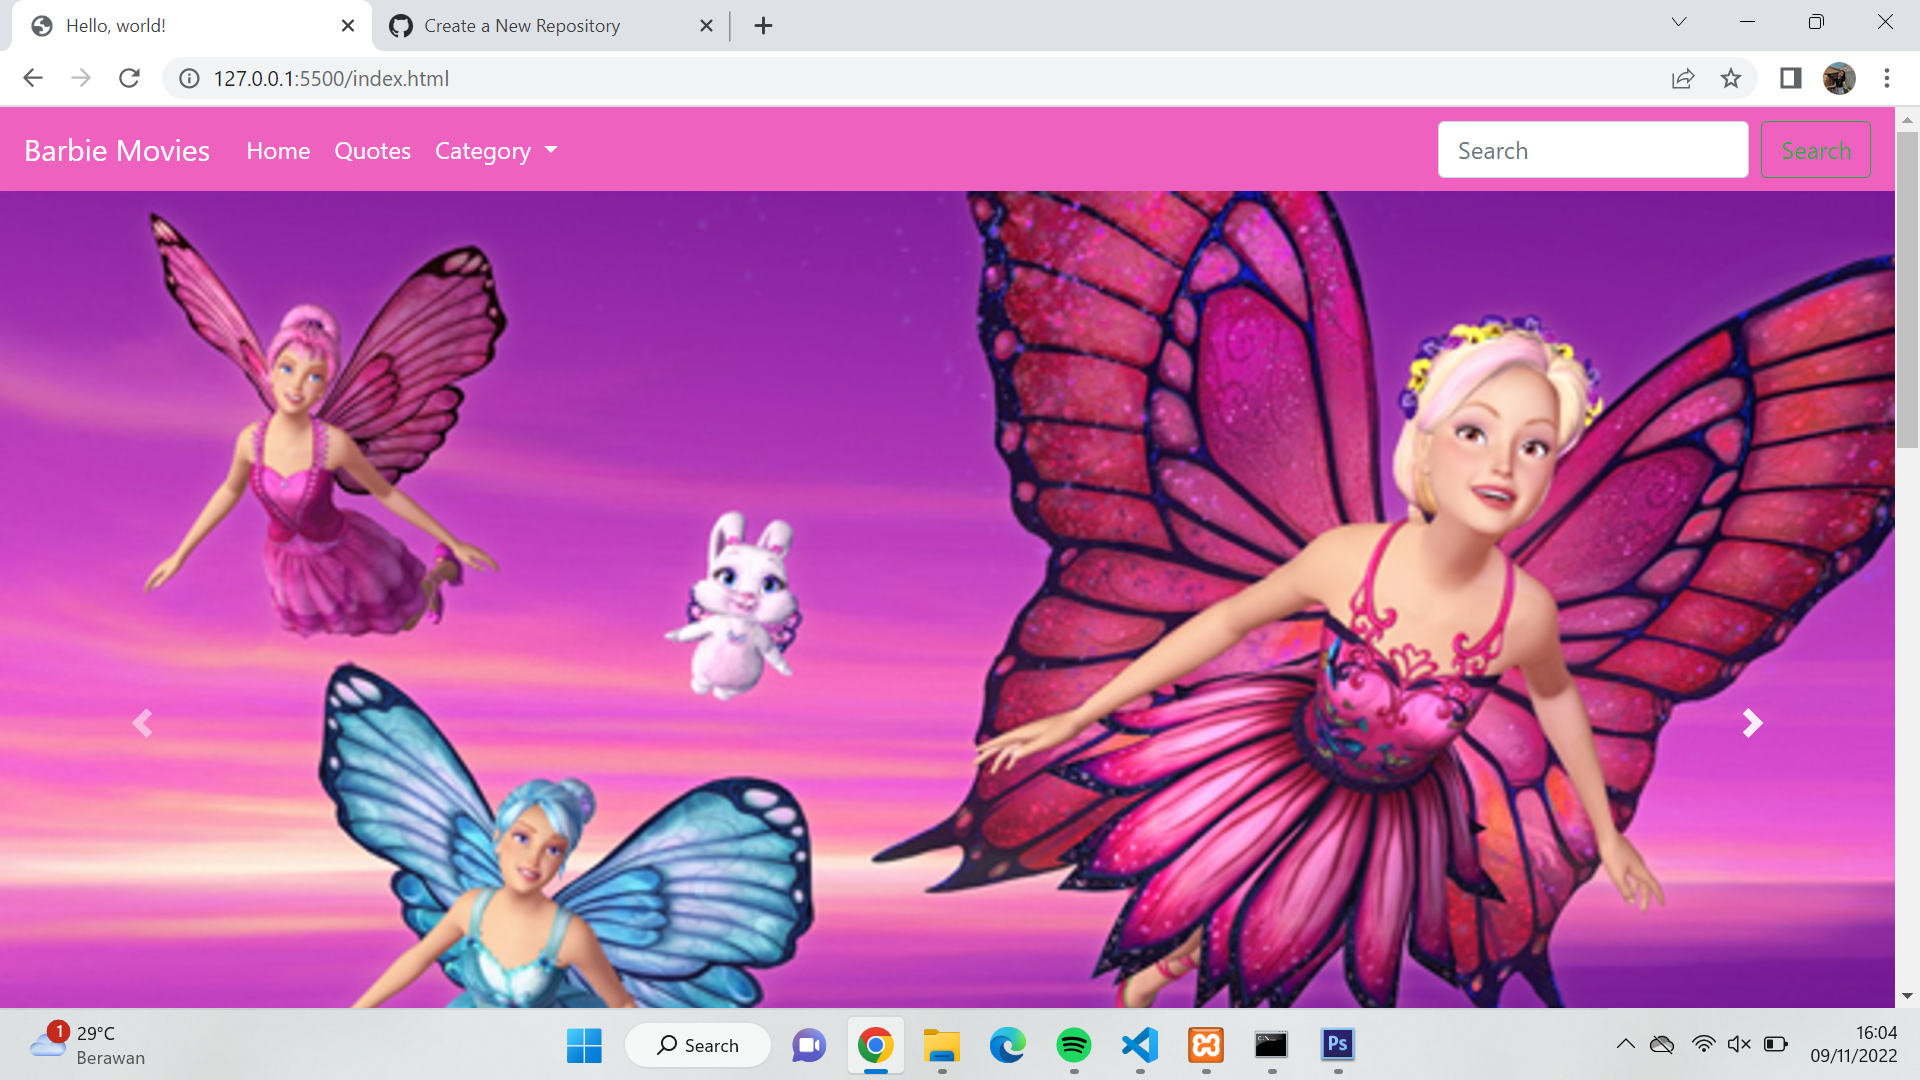 Hello, world!
Create a New Repository
127.0.0.1:5500/index.html
Barbie Movies Home Quotes Category Search Search
1 29°C
Berawan
Search
Ps
16:04
09/11/2022